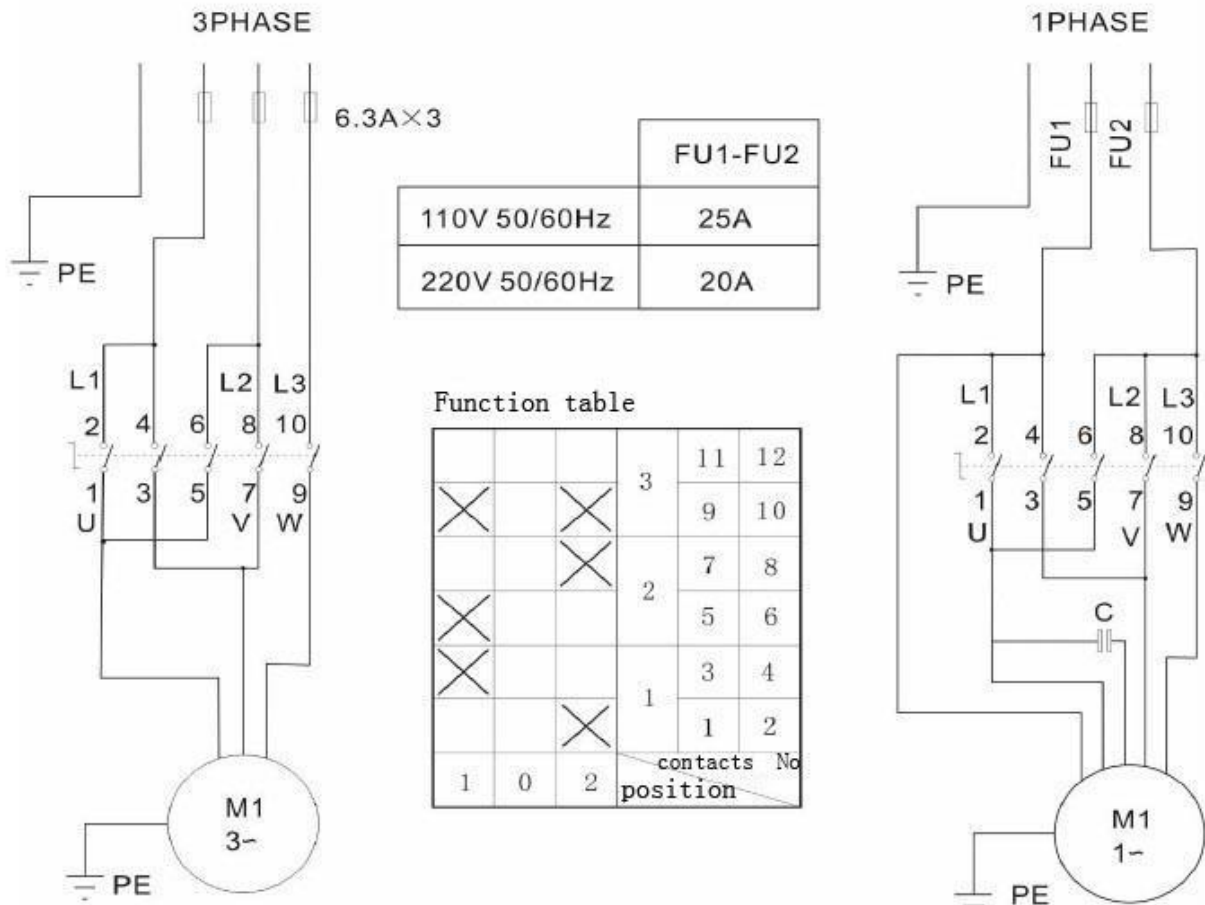 3PHASE
6.3A×3
PE
L1
L2
L3
2
4
6
8
10
1
3
5
7
9
U
V
W
M1
3~
PE
FU1-FU2
110V 50/60Hz 25A
220V 50/60Hz 20A
Function table
3 11 12
9 10
2 7 8
5 6
1 3 4
1 2
contacts No
position
1 0 2
1PHASE
FU1
FU2
PE
L1
L2
L3
2
4
6
8
10
1
3
5
7
9
U
V
W
C
M1
1~
PE